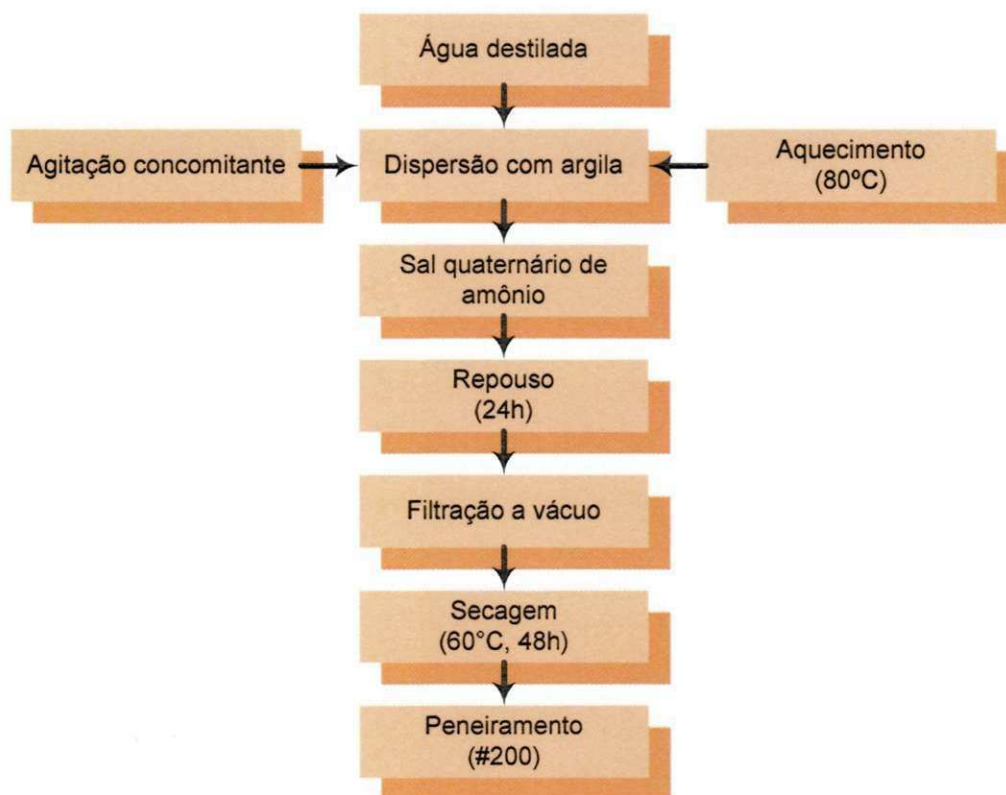 Água destilada
Agitação concomitante
Dispersão com argila
Aquecimento
(80ºC)
Sal quaternário de
amônio
Repouso
(24h)
Filtração a vácuo
Secagem
(60°C, 48h)
Peneiramento
(#200)